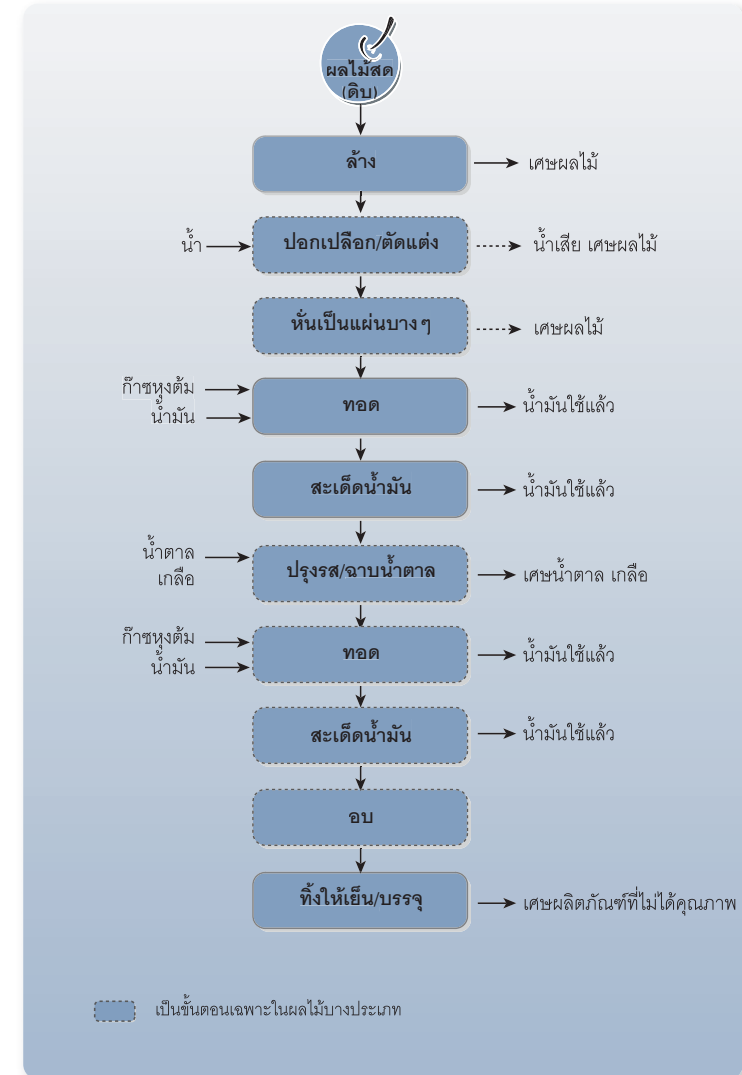 ผลไม้สด
(ดิบ)
ล้าง
เศษผลไม้
น้ำ
ปอกเปลือก/ตัดแต่ง
น้ำเสีย เศษผลไม้
หั่นเป็นแผ่นบาง ๆ
เศษผลไม้
ก๊าซหุงต้ม
น้ำมัน
ทอด
น้ำมันใช้แล้ว
สะเด็ดน้ำมัน
น้ำมันใช้แล้ว
น้ำตาล
เกลือ
ปรุงรส/ฉาบน้ำตาล
เศษน้ำตาล เกลือ
ก๊าซหุงต้ม
น้ำมัน
ทอด
น้ำมันใช้แล้ว
สะเด็ดน้ำมัน
น้ำมันใช้แล้ว
อบ
ทิ้งให้เย็น/บรรจุ
เศษผลิตภัณฑ์ที่ไม่ได้คุณภาพ
เป็นขั้นตอนเฉพาะในผลไม้บางประเภท